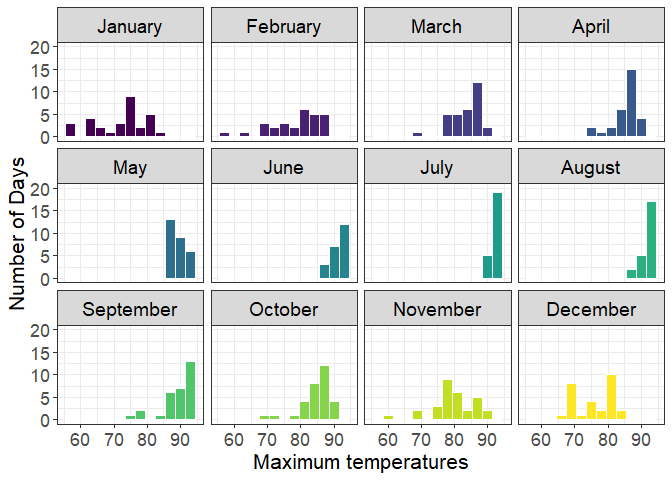 January February March April
20
15
10
5
0
May June July August
20
15
10
5
0
September October November December
20
15
10
5
0
60 70 80 90 60 70 80 90 60 70 80 90 60 70 80 90
Maximum temperatures
Number of Days